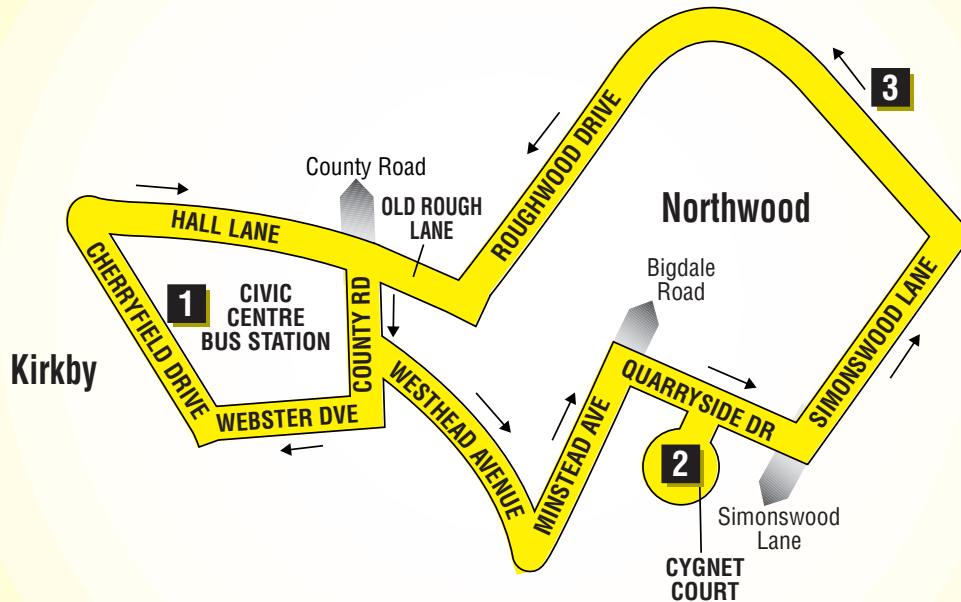 3
County Road
OLD ROUGH
LANE
ROUGHWOOD DRIVE
Northwood
HALL LANE
Bigdale
Road
CHERRYFIELD DRIVE
1
CIVIC
CENTRE
BUS STATION
COUNTY RD
SIMONSWOOD LANE
Kirkby
WEBSTER DVE
WESTHEAD AVENUE
MINSTEAD AVE
QUARRYSIDE DR
2
Simonswood
Lane
CYGNET
COURT